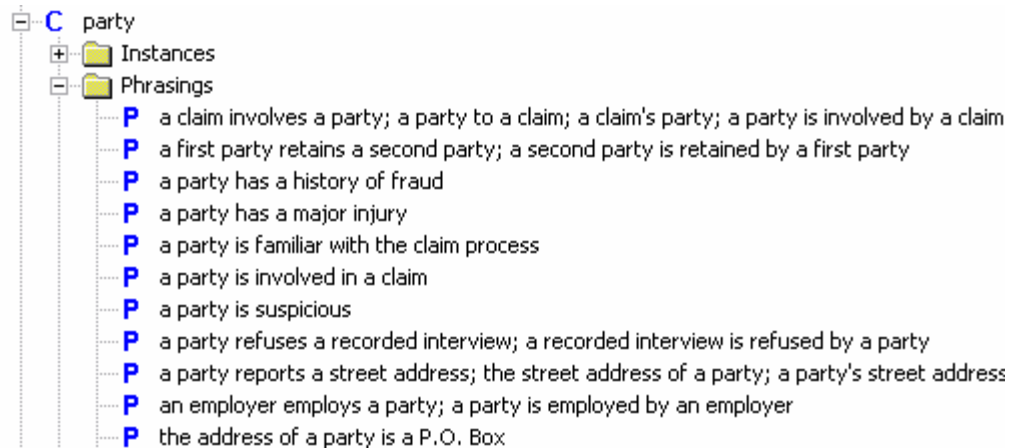 C party
Instances
Phrasings
P a claim involves a party; a party to a claim; a claim's party; a party is involved by a claim
P a first party retains a second party; a second party is retained by a first party
P a party has a history of fraud
P a party has a major injury
P a party is familiar with the claim process
P a party is involved in a claim
P a party is suspicious
P a party refuses a recorded interview; a recorded interview is refused by a party
P a party reports a street address; the street address of a party; a party's street address
P an employer employs a party; a party is employed by an employer
P the address of a party is a P.O. Box